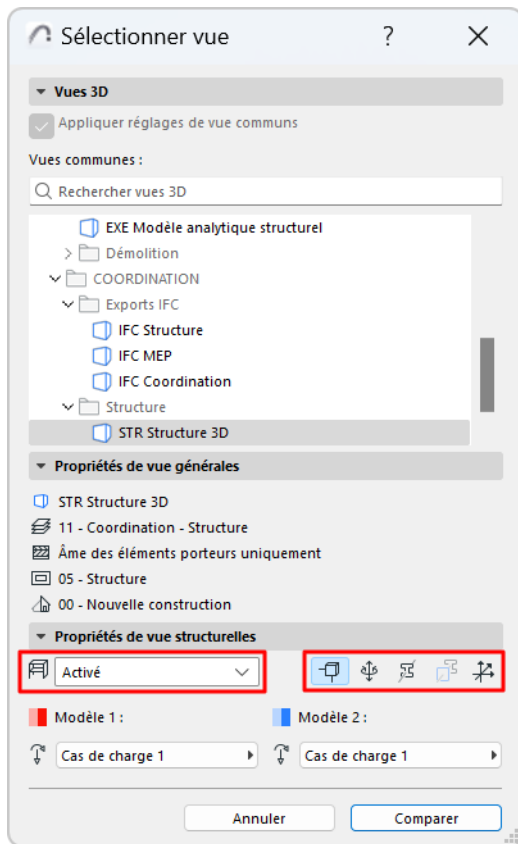 Sélectionner vue
?
Vues 3D
Appliquer réglages de vue communs
Vues communes :
Rechercher vues 3D
EXE Modèle analytique structurel
Démolition
COORDINATION
Exports IFC
IFC Structure
IFC MEP
IFC Coordination
Structure
STR Structure 3D
Propriétés de vue générales
STR Structure 3D
11 - Coordination - Structure
Âme des éléments porteurs uniquement
05 - Structure
00 - Nouvelle construction
Propriétés de vue structurelles
Activé
Modèle 1 : Modèle 2 :
Cas de charge 1 Cas de charge 1
Annuler Comparer